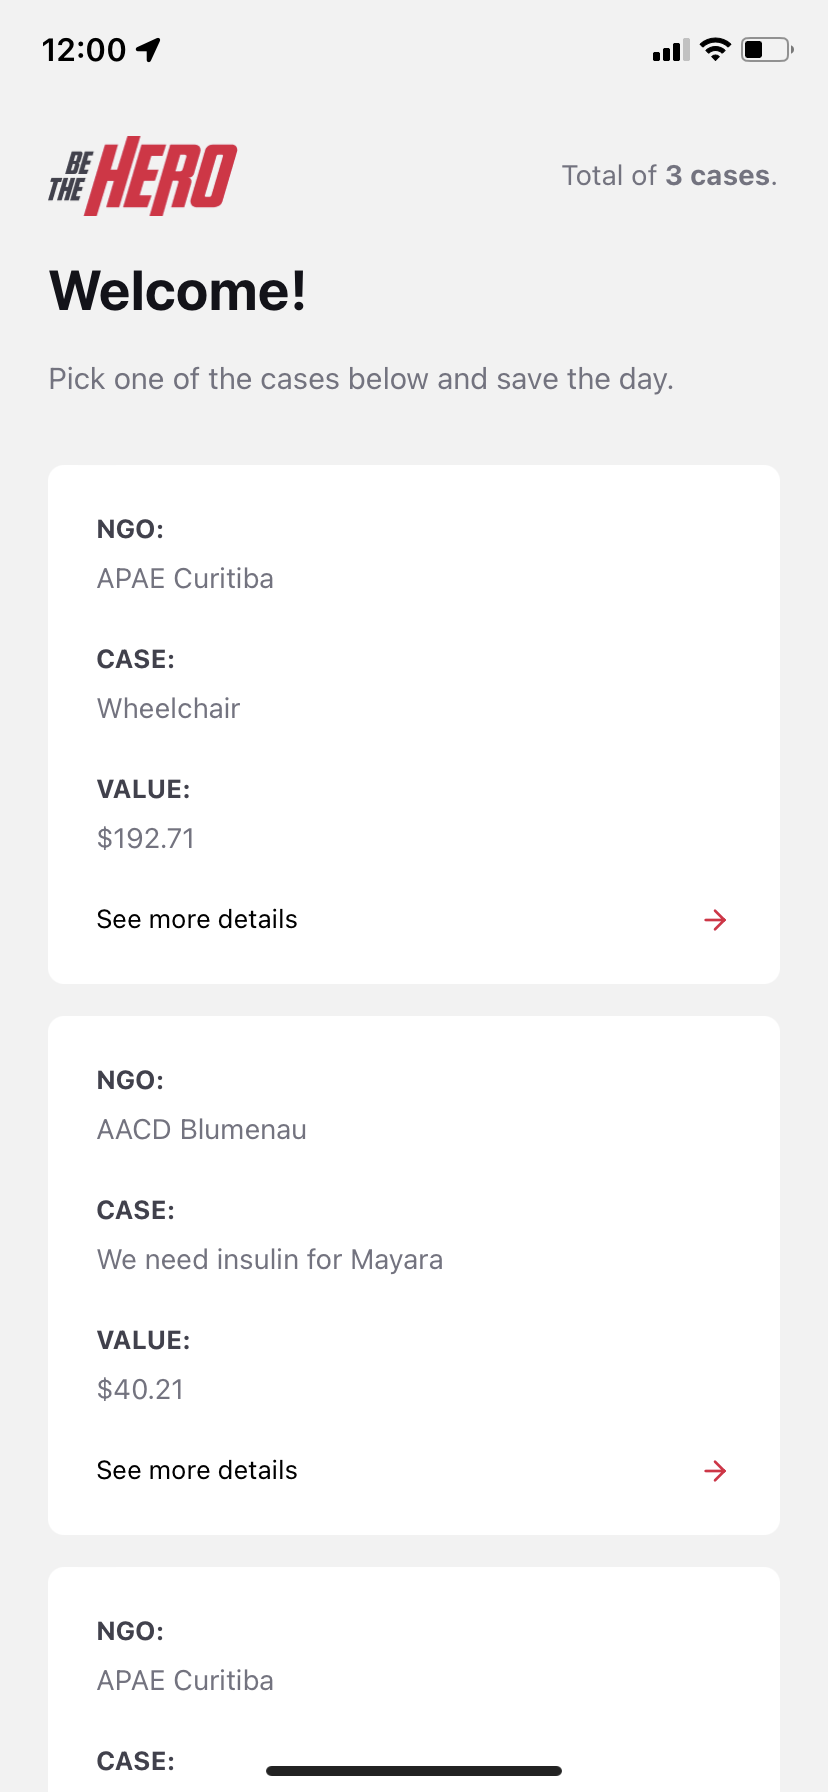 12:00
BE
THE HERO
Total of 3 cases.
Welcome!
Pick one of the cases below and save the day.
NGO:
APAE Curitiba
CASE:
Wheelchair
VALUE:
$192.71
See more details
NGO:
AACD Blumenau
CASE:
We need insulin for Mayara
VALUE:
$40.21
See more details
NGO:
APAE Curitiba
CASE: